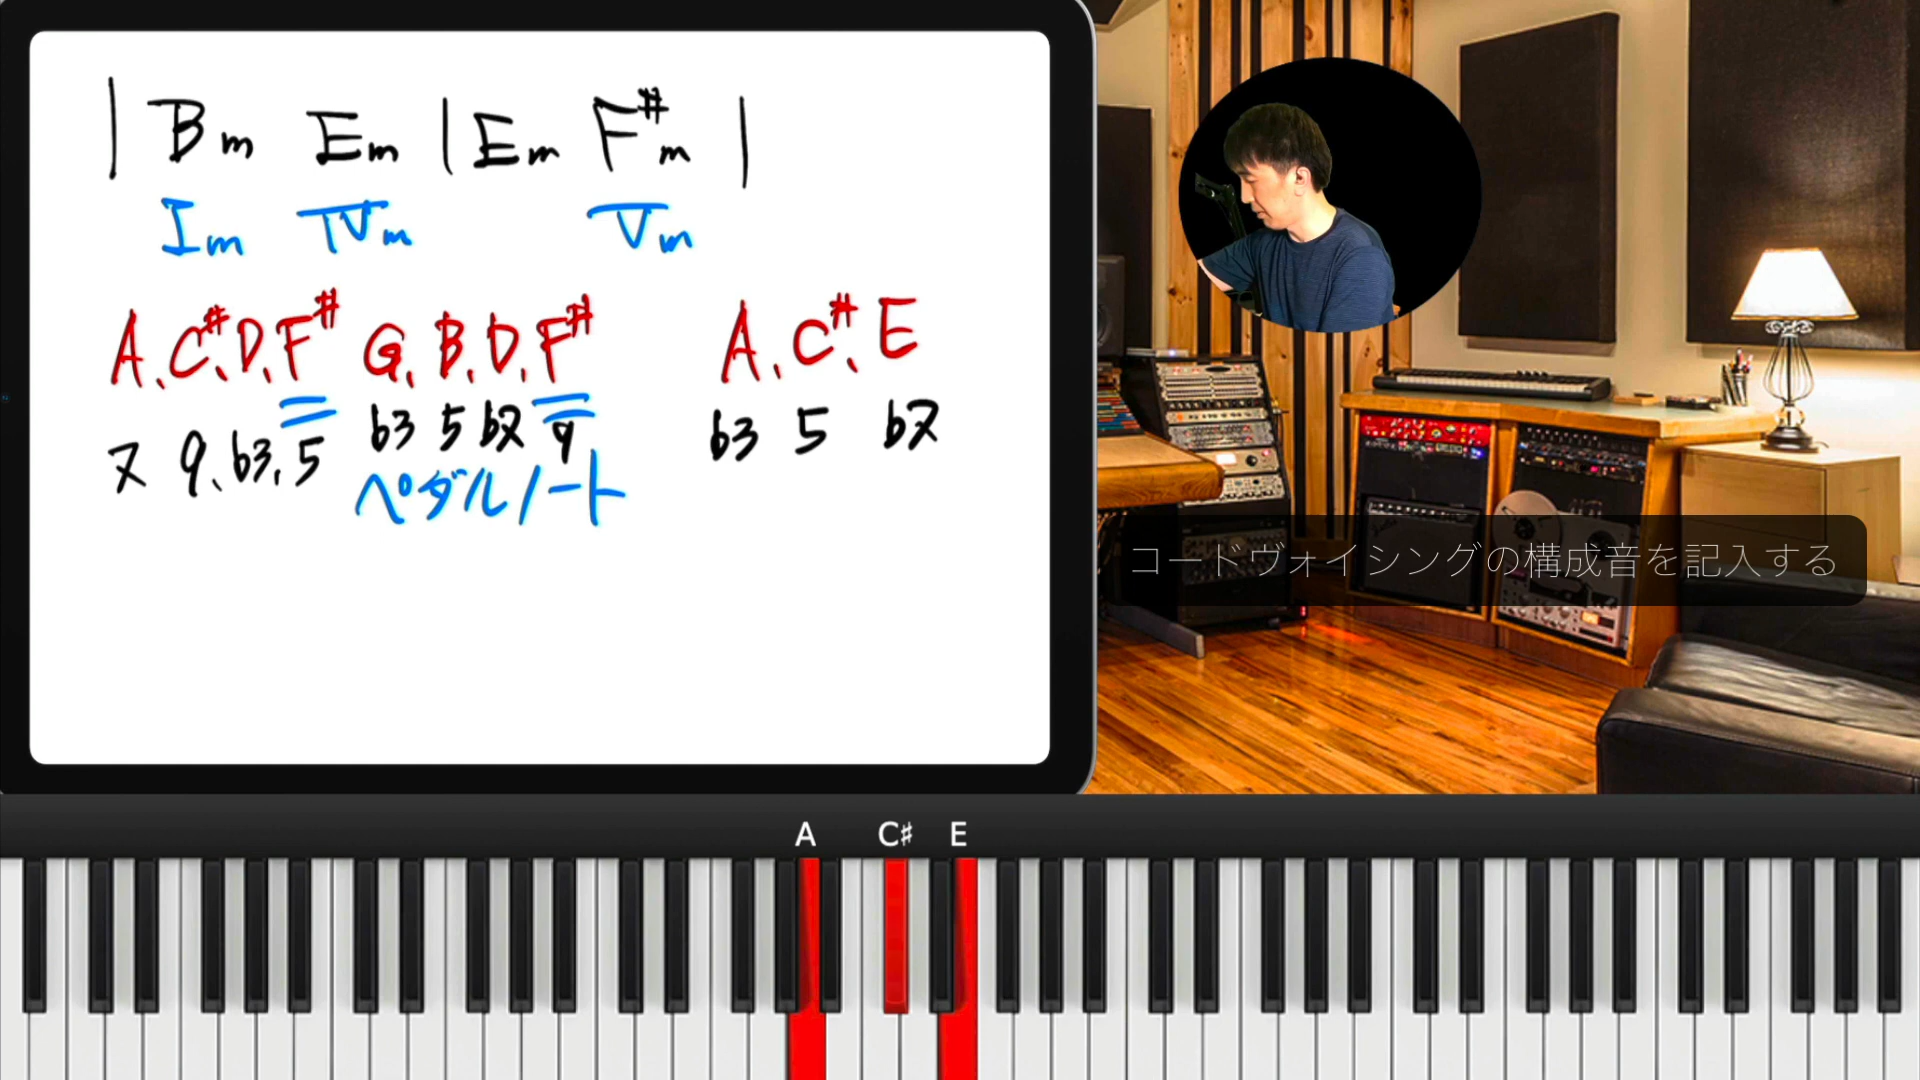 | Bm Em | Em F#m |
Im IVm Vm
A、C#、D、F# G、B、D、F# A、C#、E
7 9、b3、5 b3 5 b7 9 b3 5 b7
ペダルノート
コードヴォイシングの構成音を記入する
A C♯ E